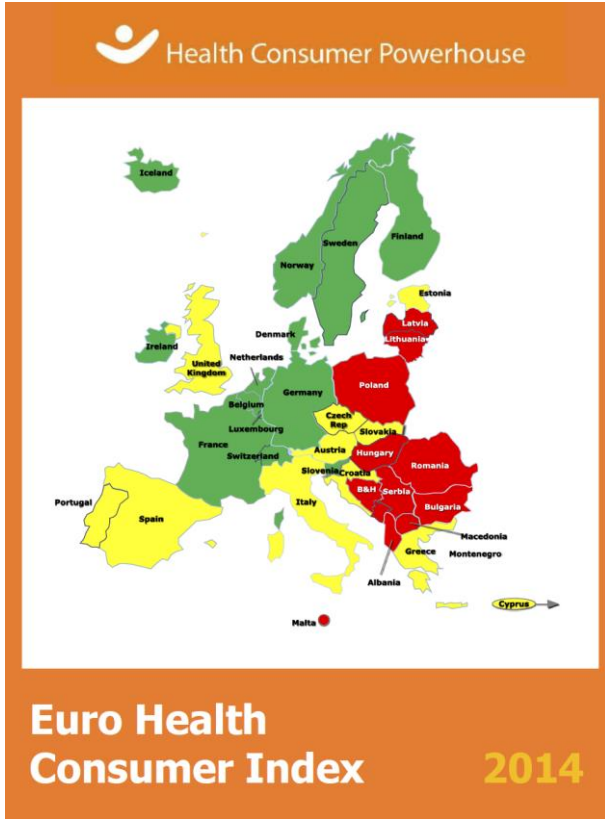 Health Consumer Powerhouse
Iceland
Sweden
Finland
Norway
Estonia
Latvia
Lithuania
Denmark
Ireland
Netherlands
United
Kingdom
Poland
Germany
Belgium
Czech
Rep
Luxembourg
Slovakia
France
Austria
Hungary
Switzerland
Romania
Slovenia
Croatia
B&H
Serbia
Portugal
Italy
Bulgaria
Spain
Macedonia
Greece
Montenegro
Albania
Cyprus
Malta
Euro Health
Consumer Index 2014